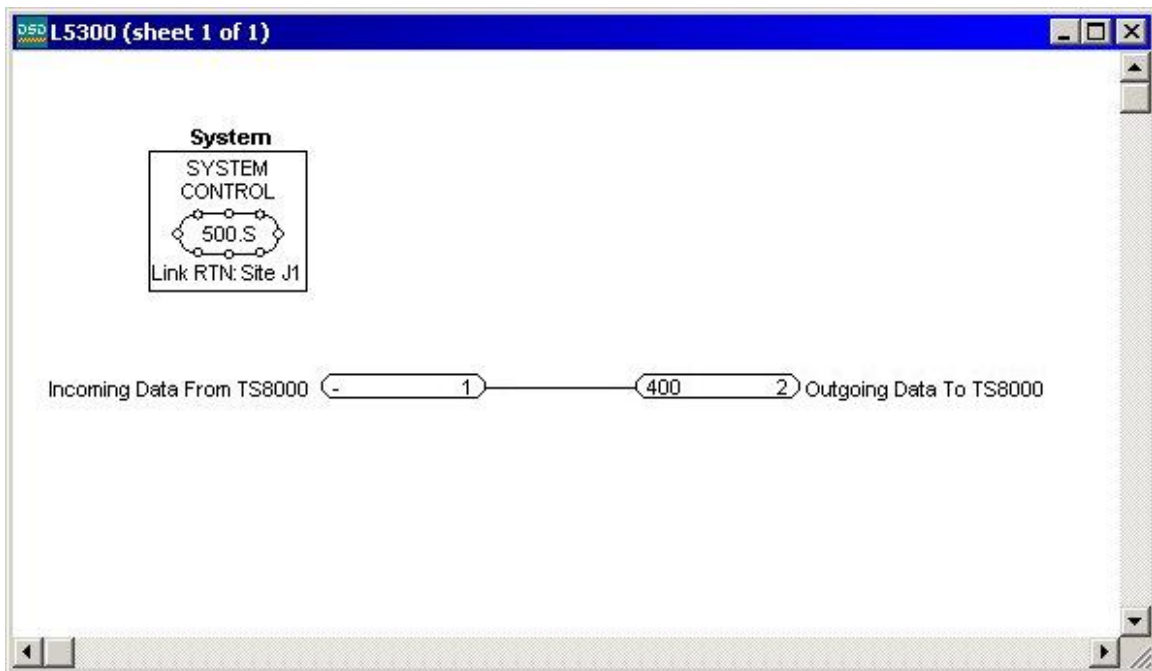 DSD L5300 (sheet 1 of 1)
System
SYSTEM
CONTROL
500.S
Link RTN: Site J1
Incoming Data From TS8000 - 1 400 2 Outgoing Data To TS8000